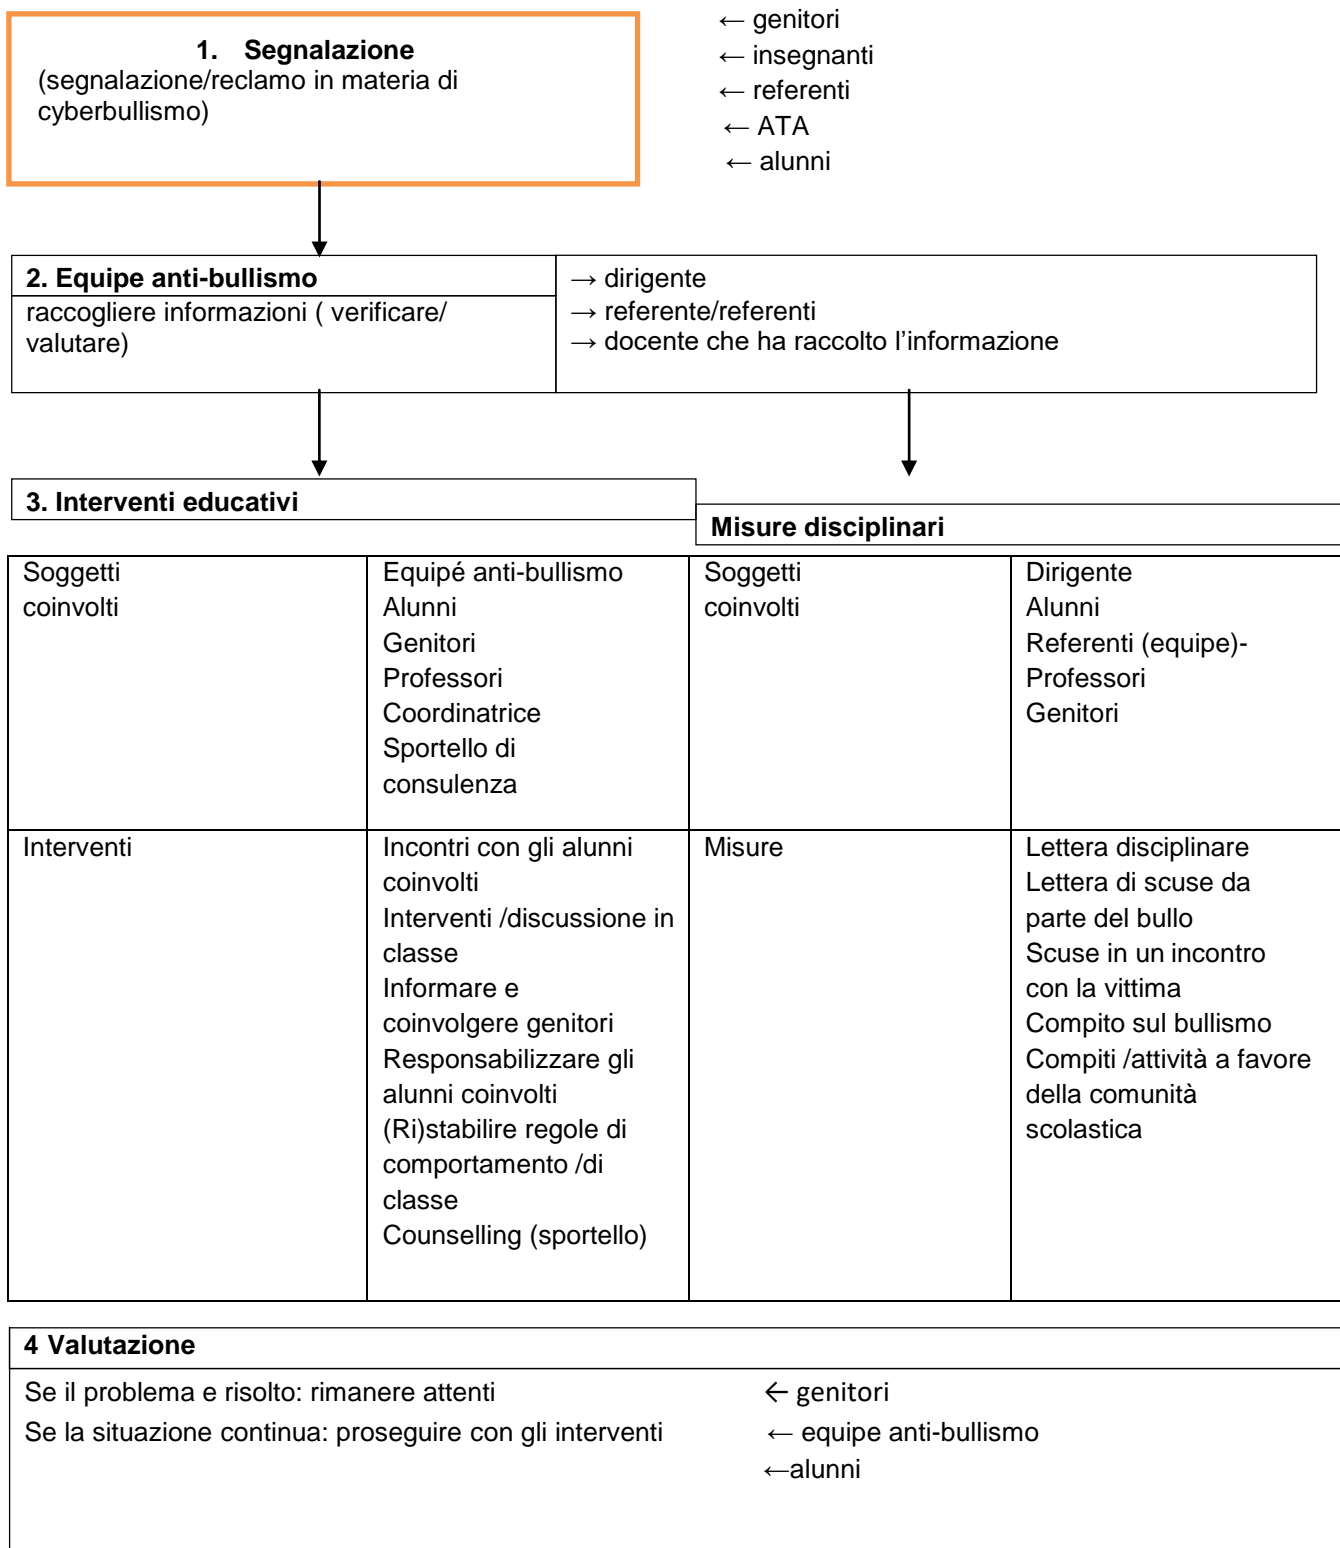 1. Segnalazione
(segnalazione/reclamo in materia di
cyberbullismo)
← genitori
← insegnanti
← referenti
← ATA
← alunni
2. Equipe anti-bullismo
raccogliere informazioni ( verificare/
valutare)
→ dirigente
→ referente/referenti
→ docente che ha raccolto l’informazione
3. Interventi educativi
Misure disciplinari
Soggetti
coinvolti
Equipé anti-bullismo
Alunni
Genitori
Professori
Coordinatrice
Sportello di
consulenza
Soggetti
coinvolti
Dirigente
Alunni
Referenti (equipe)-
Professori
Genitori
Interventi
Incontri con gli alunni
coinvolti
Interventi /discussione in
classe
Informare e
coinvolgere genitori
Responsabilizzare gli
alunni coinvolti
(Ri)stabilire regole di
comportamento /di
classe
Counselling (sportello)
Misure
Lettera disciplinare
Lettera di scuse da
parte del bullo
Scuse in un incontro
con la vittima
Compito sul bullismo
Compiti /attività a favore
della comunità
scolastica
4 Valutazione
Se il problema e risolto: rimanere attenti
Se la situazione continua: proseguire con gli interventi
← genitori
← equipe anti-bullismo
←alunni